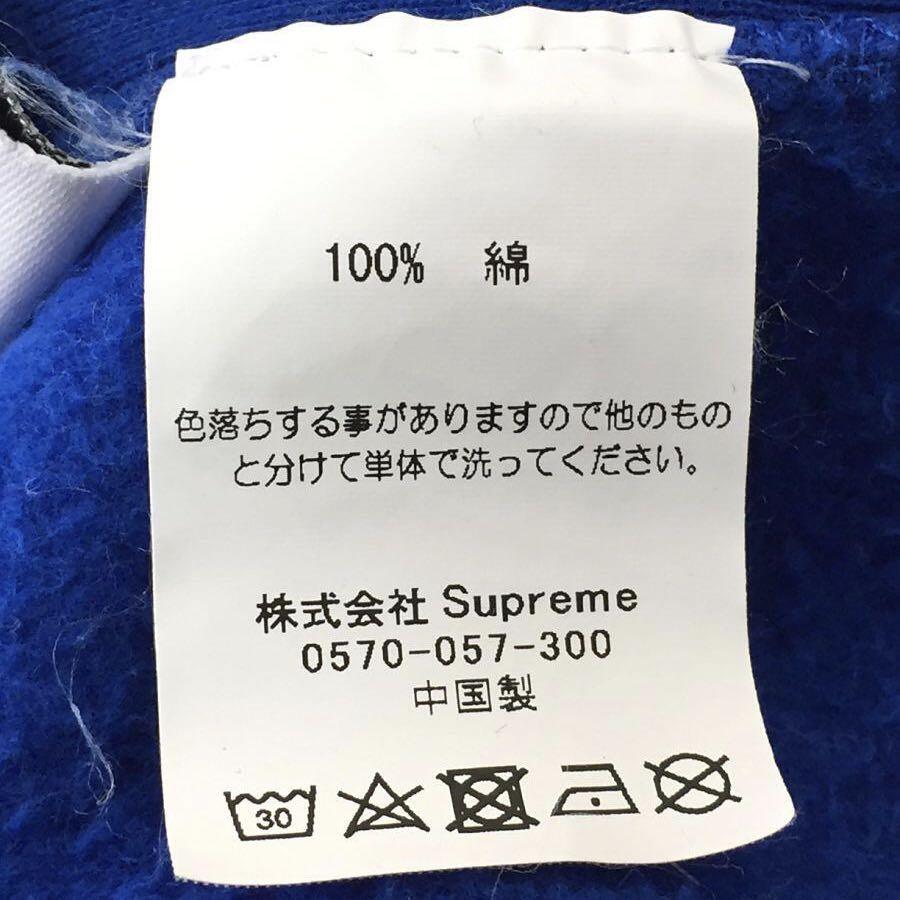 100% 綿
色落ちする事がありますので他のもの
と分けて単体で洗ってください。
株式会社 Supreme
0570-057-300
中国製
30